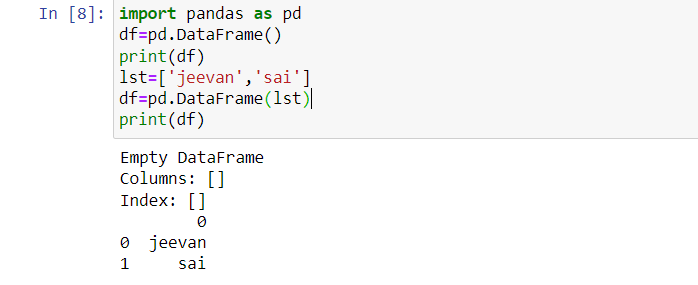 In [8]: import pandas as pd
df=pd.DataFrame()
print(df)
lst=['jeevan','sai']
df=pd.DataFrame(lst)
print(df)
Empty DataFrame
Columns: []
Index: []
        0
0  jeevan
1     sai